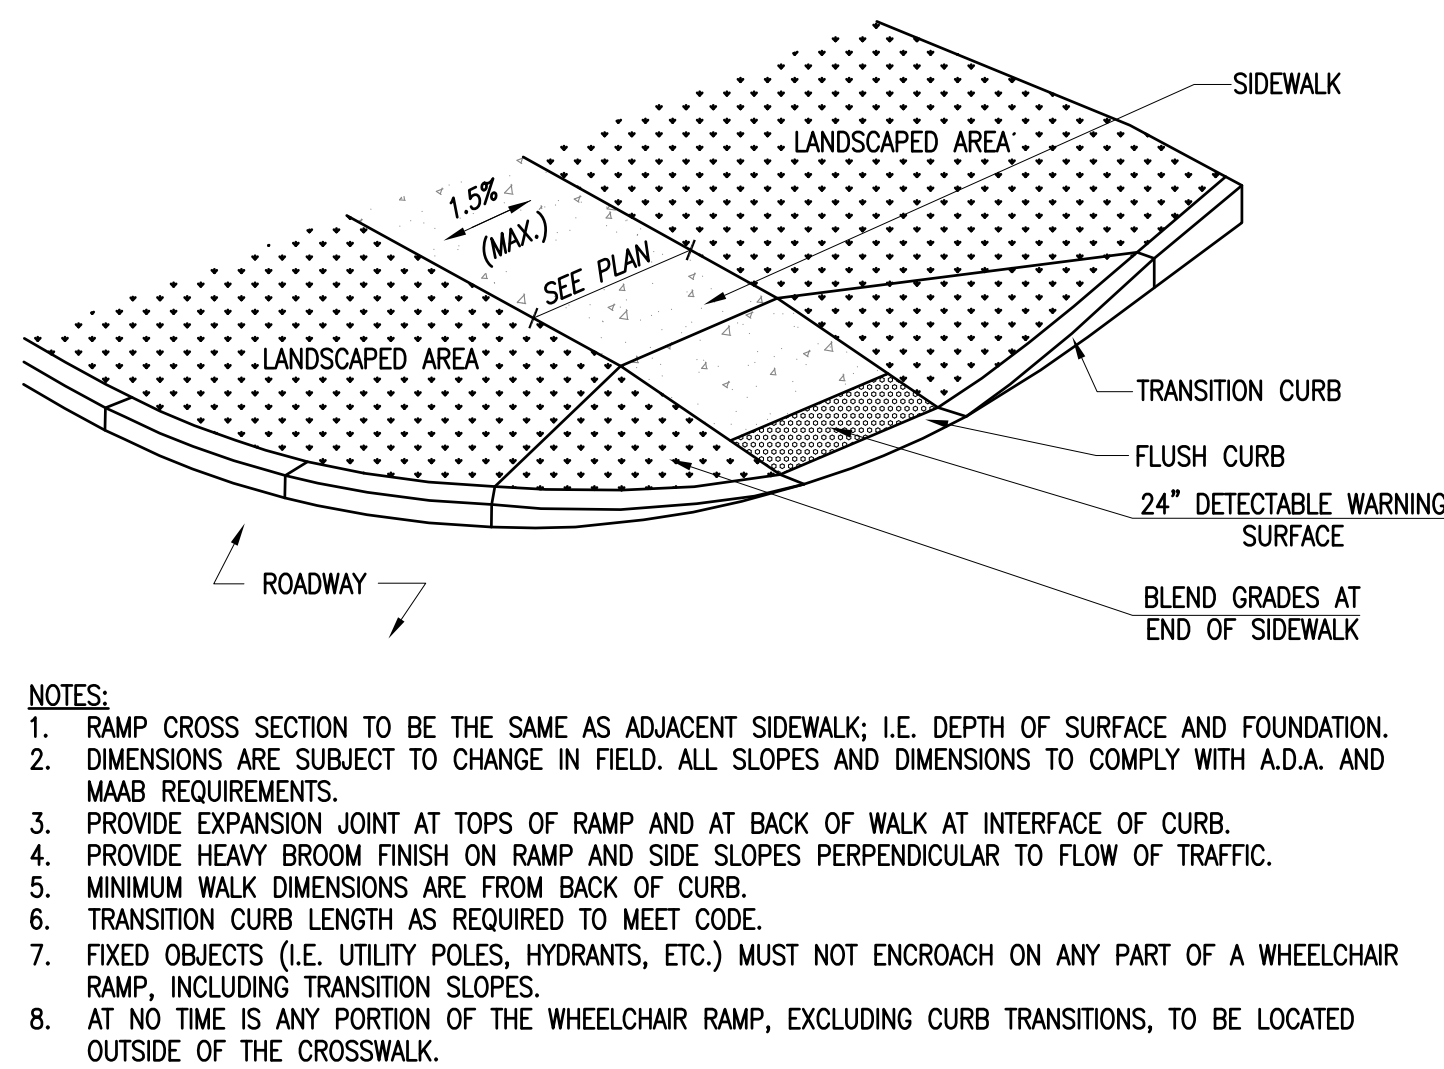 SIDEWALK
LANDSCAPED AREA
1.5%
(MAX.)
SEE PLAN
LANDSCAPED AREA
TRANSITION CURB
FLUSH CURB
24" DETECTABLE WARNING
SURFACE
ROADWAY
BLEND GRADES AT
END OF SIDEWALK
NOTES:
1. RAMP CROSS SECTION TO BE THE SAME AS ADJACENT SIDEWALK; I.E. DEPTH OF SURFACE AND FOUNDATION.
2. DIMENSIONS ARE SUBJECT TO CHANGE IN FIELD. ALL SLOPES AND DIMENSIONS TO COMPLY WITH A.D.A. AND
MAAB REQUIREMENTS.
3. PROVIDE EXPANSION JOINT AT TOPS OF RAMP AND AT BACK OF WALK AT INTERFACE OF CURB.
4. PROVIDE HEAVY BROOM FINISH ON RAMP AND SIDE SLOPES PERPENDICULAR TO FLOW OF TRAFFIC.
5. MINIMUM WALK DIMENSIONS ARE FROM BACK OF CURB.
6. TRANSITION CURB LENGTH AS REQUIRED TO MEET CODE.
7. FIXED OBJECTS (I.E. UTILITY POLES, HYDRANTS, ETC.) MUST NOT ENCROACH ON ANY PART OF A WHEELCHAIR
RAMP, INCLUDING TRANSITION SLOPES.
8. AT NO TIME IS ANY PORTION OF THE WHEELCHAIR RAMP, EXCLUDING CURB TRANSITIONS, TO BE LOCATED
OUTSIDE OF THE CROSSWALK.